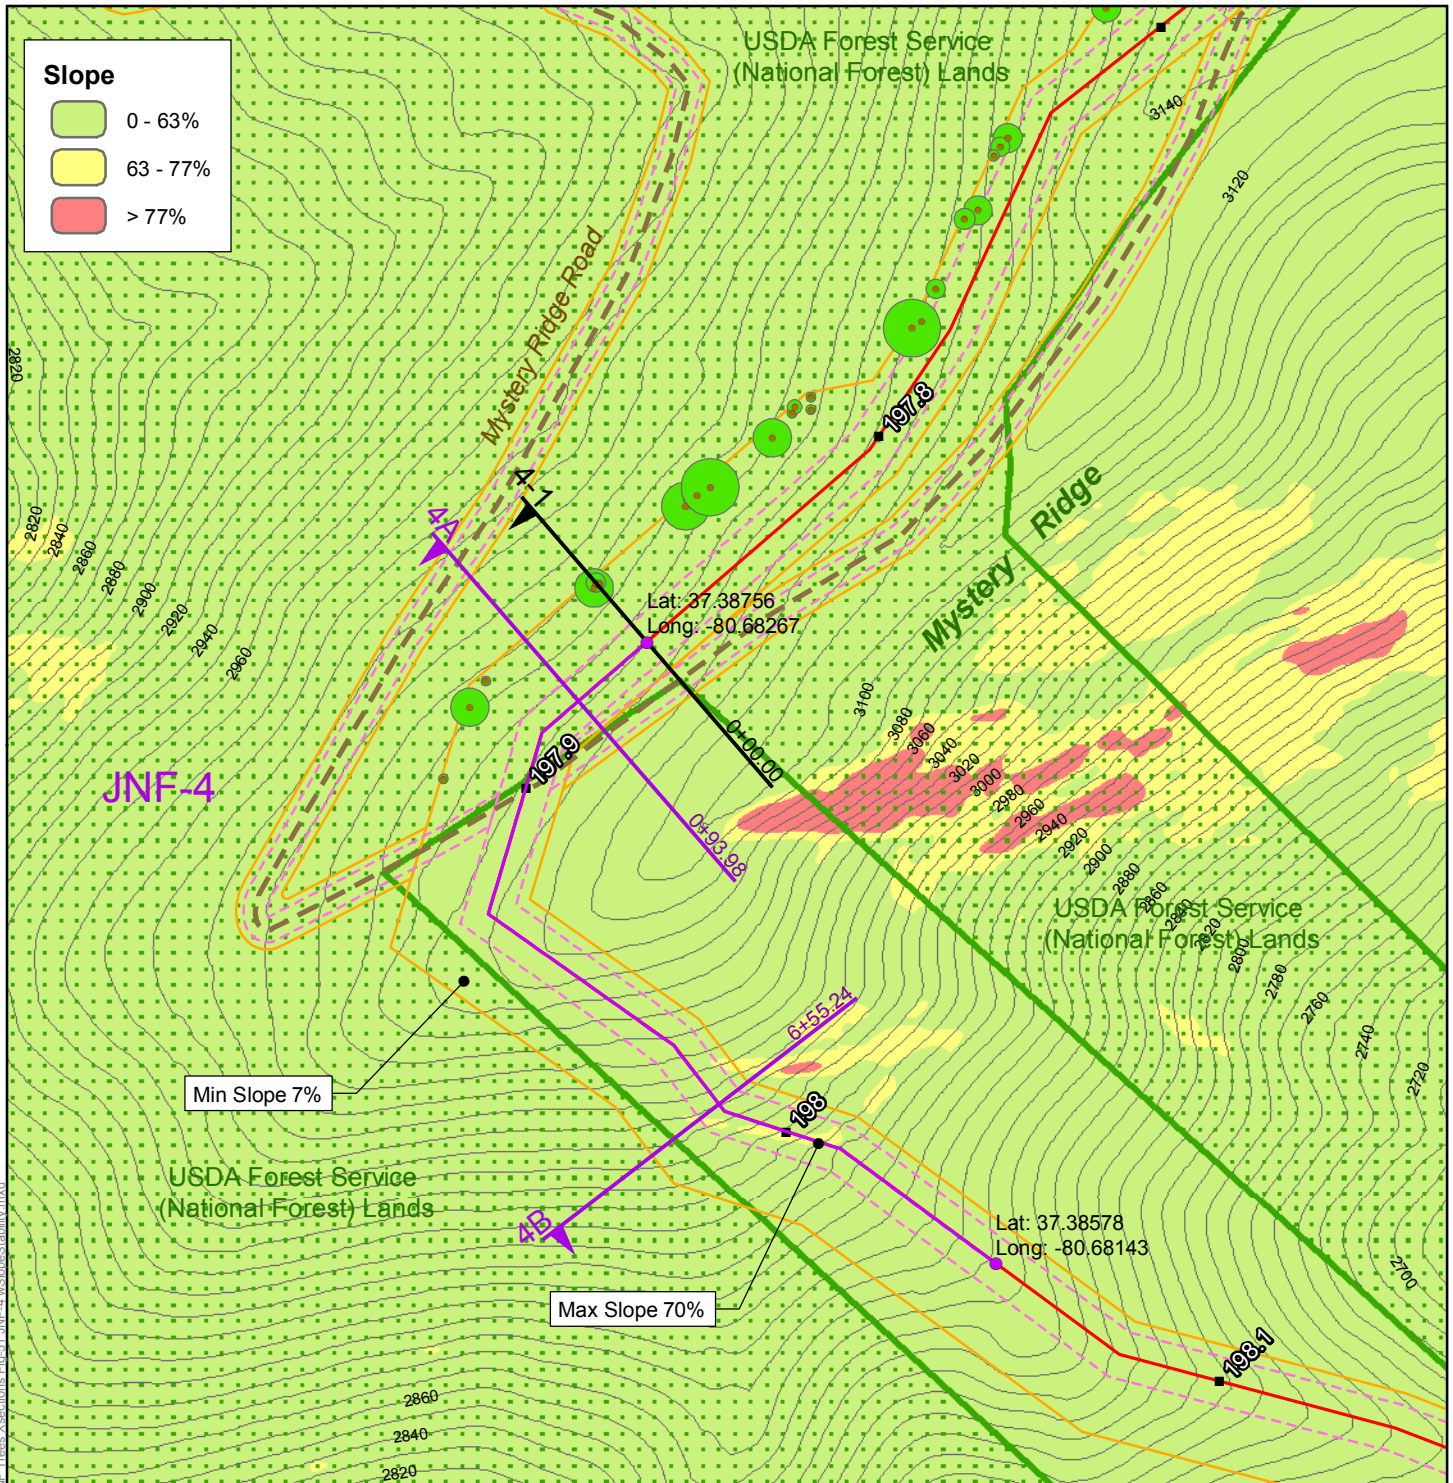 Slope
0 - 63%
63 - 77%
> 77%
USDA Forest Service
(National Forest) Lands
3140
3120
Mystery Ridge Road
2820
197.8
4-1
4A
Mystery Ridge
2820
2840
2860
2880
2900
2920
2940
2960
Lat: 37.38756
Long: -80.68267
3100
3080
3060
3040
3020
3000
2980
2960
2940
2920
2900
2880
2860
2840
2820
2800
2780
2760
2740
2720
2700
0+00.00
197.9
JNF-4
0+93.98
USDA Forest Service
(National Forest) Lands
6+55.24
Min Slope 7%
198
USDA Forest Service
(National Forest) Lands
4B
Lat: 37.38578
Long: -80.68143
Max Slope 70%
198.1
2860
2840
2820